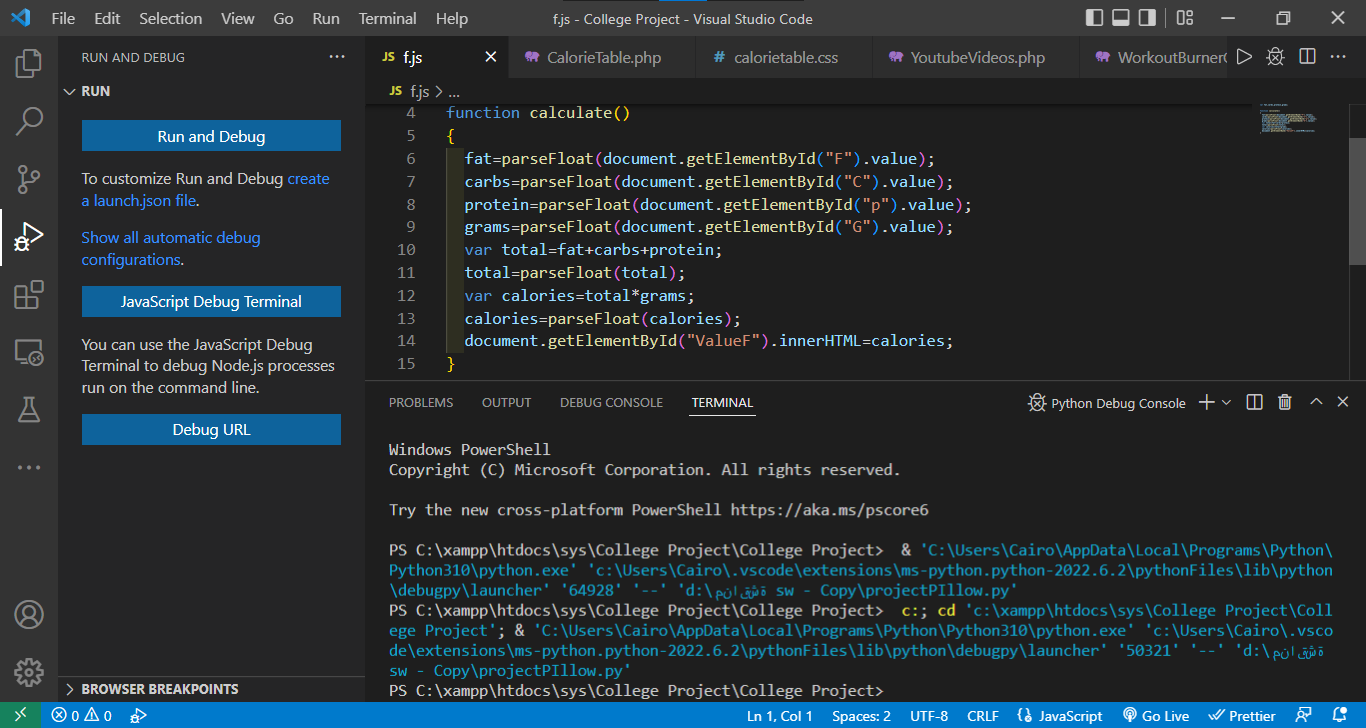 File Edit Selection View Go Run Terminal Help f.js - College Project - Visual Studio Code
RUN AND DEBUG ···
RUN
Run and Debug
To customize Run and Debug create
a launch.json file.
Show all automatic debug
configurations.
JavaScript Debug Terminal
You can use the JavaScript Debug
Terminal to debug Node.js processes
run on the command line.
Debug URL
BROWSER BREAKPOINTS
JS f.js CalorieTable.php # calorietable.css YoutubeVideos.php WorkoutBurner
JS f.js > ...
4 function calculate()
5 {
6 fat=parseFloat(document.getElementById("F").value);
7 carbs=parseFloat(document.getElementById("C").value);
8 protein=parseFloat(document.getElementById("p").value);
9 grams=parseFloat(document.getElementById("G").value);
10 var total=fat+carbs+protein;
11 total=parseFloat(total);
12 var calories=total*grams;
13 calories=parseFloat(calories);
14 document.getElementById("ValueF").innerHTML=calories;
15 }
PROBLEMS OUTPUT DEBUG CONSOLE TERMINAL Python Debug Console
Windows PowerShell
Copyright (C) Microsoft Corporation. All rights reserved.
Try the new cross-platform PowerShell https://aka.ms/pscore6
PS C:\xampp\htdocs\sys\College Project\College Project> & 'C:\Users\Cairo\AppData\Local\Programs\Python\
Python310\python.exe' 'c:\Users\Cairo\.vscode\extensions\ms-python.python-2022.6.2\pythonFiles\lib\python
\debugpy\launcher' '64928' '--' 'd:\ sw - Copy\projectPIllow.py'
PS C:\xampp\htdocs\sys\College Project\College Project> c:; cd 'c:\xampp\htdocs\sys\College Project\Coll
ege Project'; & 'C:\Users\Cairo\AppData\Local\Programs\Python\Python310\python.exe' 'c:\Users\Cairo\.vsco
de\extensions\ms-python.python-2022.6.2\pythonFiles\lib\python\debugpy\launcher' '50321' '--' 'd:\
sw - Copy\projectPIllow.py'
PS C:\xampp\htdocs\sys\College Project\College Project>
0 0 Ln 1, Col 1 Spaces: 2 UTF-8 CRLF JavaScript Go Live Prettier